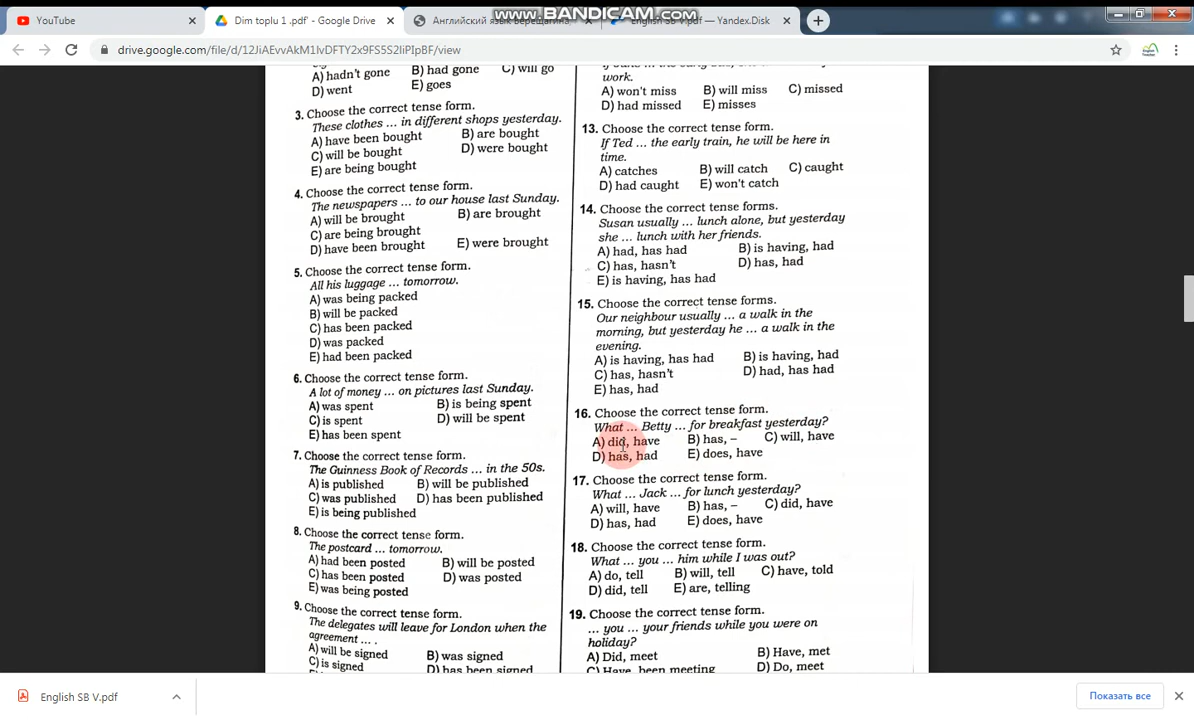 YouTube
Dim toplu 1 .pdf - Google Drive
Английский язык Верещагина
English SB V.pdf — Yandex.Disk
www.BANDICAM.com
drive.google.com/file/d/12JiAEvvAkM1lvDFTY2x9FS5S2liPIpBF/view
A) hadn't gone B) had gone C) will go
D) went E) goes
3. Choose the correct tense form.
These clothes ... in different shops yesterday.
A) have been bought B) are bought
C) will be bought D) were bought
E) are being bought
4. Choose the correct tense form.
The newspapers ... to our house last Sunday.
A) will be brought B) are brought
C) are being brought
D) have been brought E) were brought
5. Choose the correct tense form.
All his luggage ... tomorrow.
A) was being packed
B) will be packed
C) has been packed
D) was packed
E) had been packed
6. Choose the correct tense form.
A lot of money ... on pictures last Sunday.
A) was spent B) is being spent
C) is spent D) will be spent
E) has been spent
7. Choose the correct tense form.
The Guinness Book of Records ... in the 50s.
A) is published B) will be published
C) was published D) has been published
E) is being published
8. Choose the correct tense form.
The postcard ... tomorrow.
A) had been posted B) will be posted
C) has been posted D) was posted
E) was being posted
9. Choose the correct tense form.
The delegates will leave for London when the
agreement ... .
A) will be signed B) was signed
C) is signed D) has been signed
work.
A) won't miss B) will miss C) missed
D) had missed E) misses
13. Choose the correct tense form.
If Ted ... the early train, he will be here in
time.
A) catches B) will catch C) caught
D) had caught E) won't catch
14. Choose the correct tense forms.
Susan usually ... lunch alone, but yesterday
she ... lunch with her friends.
A) had, has had B) is having, had
C) has, hasn't D) has, had
E) is having, has had
15. Choose the correct tense forms.
Our neighbour usually ... a walk in the
morning, but yesterday he ... a walk in the
evening.
A) is having, has had B) is having, had
C) has, hasn't D) had, has had
E) has, had
16. Choose the correct tense form.
What ... Betty ... for breakfast yesterday?
A) did, have B) has, – C) will, have
D) has, had E) does, have
17. Choose the correct tense form.
What ... Jack ... for lunch yesterday?
A) will, have B) has, – C) did, have
D) has, had E) does, have
18. Choose the correct tense form.
What ... you ... him while I was out?
A) do, tell B) will, tell C) have, told
D) did, tell E) are, telling
19. Choose the correct tense form.
... you ... your friends while you were on
holiday?
A) Did, meet B) Have, met
C) Have, been meeting D) Do, meet
English SB V.pdf
Показать все